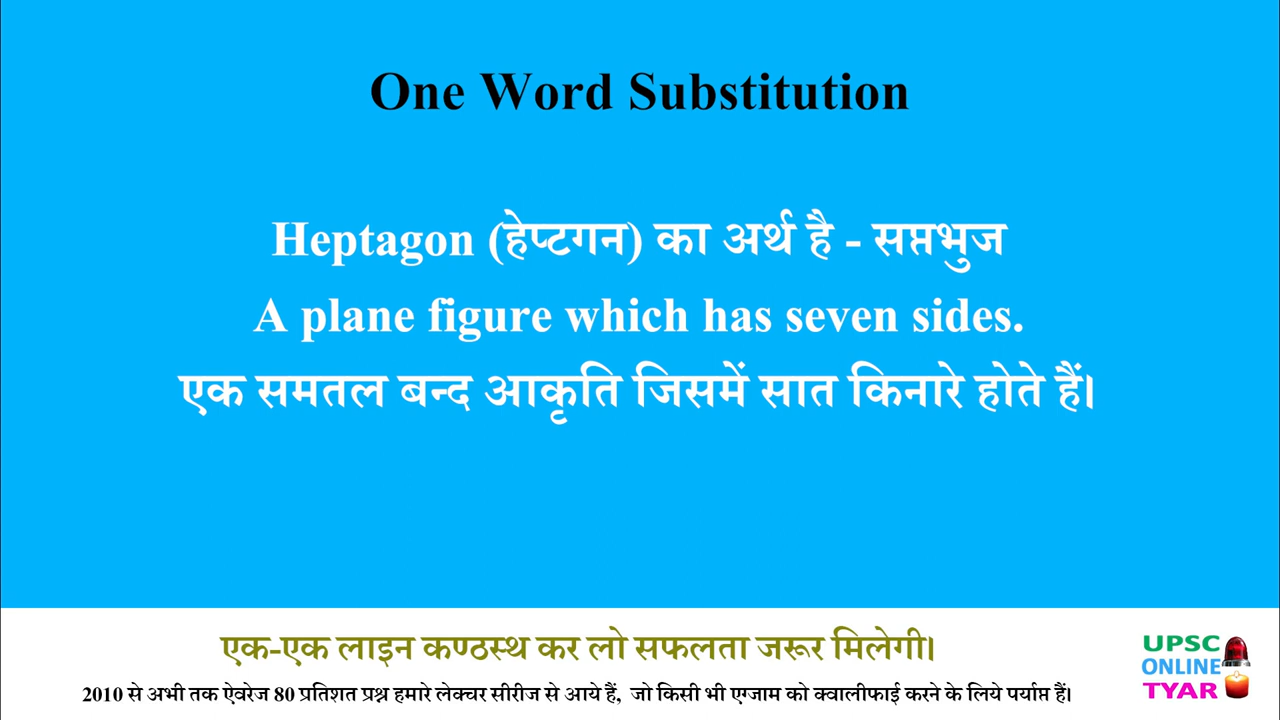 One Word Substitution
Heptagon (हेप्टगन) का अर्थ है - सप्तभुज
A plane figure which has seven sides.
एक समतल बन्द आकृति जिसमें सात किनारे होते हैं।
एक-एक लाइन कण्ठस्थ कर लो सफलता जरूर मिलेगी।
2010 से अभी तक ऐवरेज 80 प्रतिशत प्रश्न हमारे लेक्चर सीरीज से आये हैं, जो किसी भी एग्जाम को क्वालीफाई करने के लिये पर्याप्त हैं।
UPSC
ONLINE
TYAR